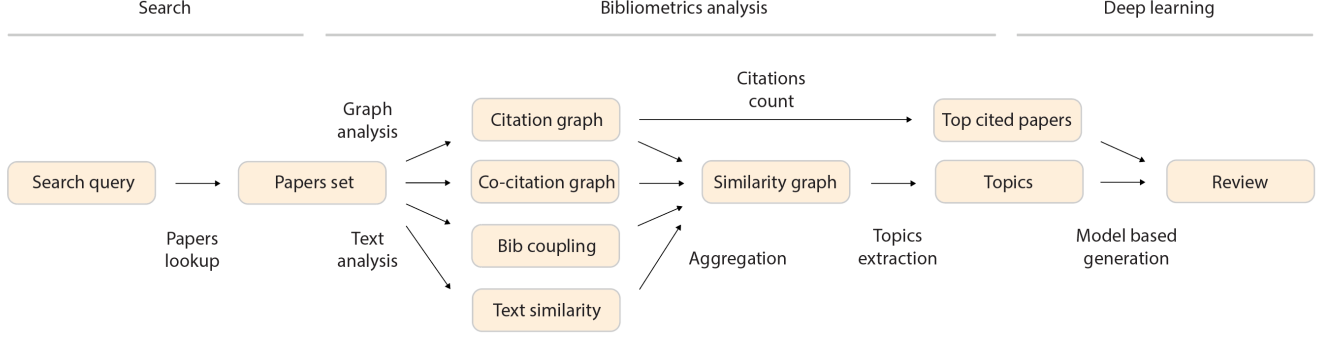 Search
Bibliometrics analysis
Deep learning
Citations
count
Graph
analysis
Citation graph
Top cited papers
Search query
Papers set
Co-citation graph
Similarity graph
Topics
Review
Papers
lookup
Text
analysis
Bib coupling
Aggregation
Topics
extraction
Model based
generation
Text similarity